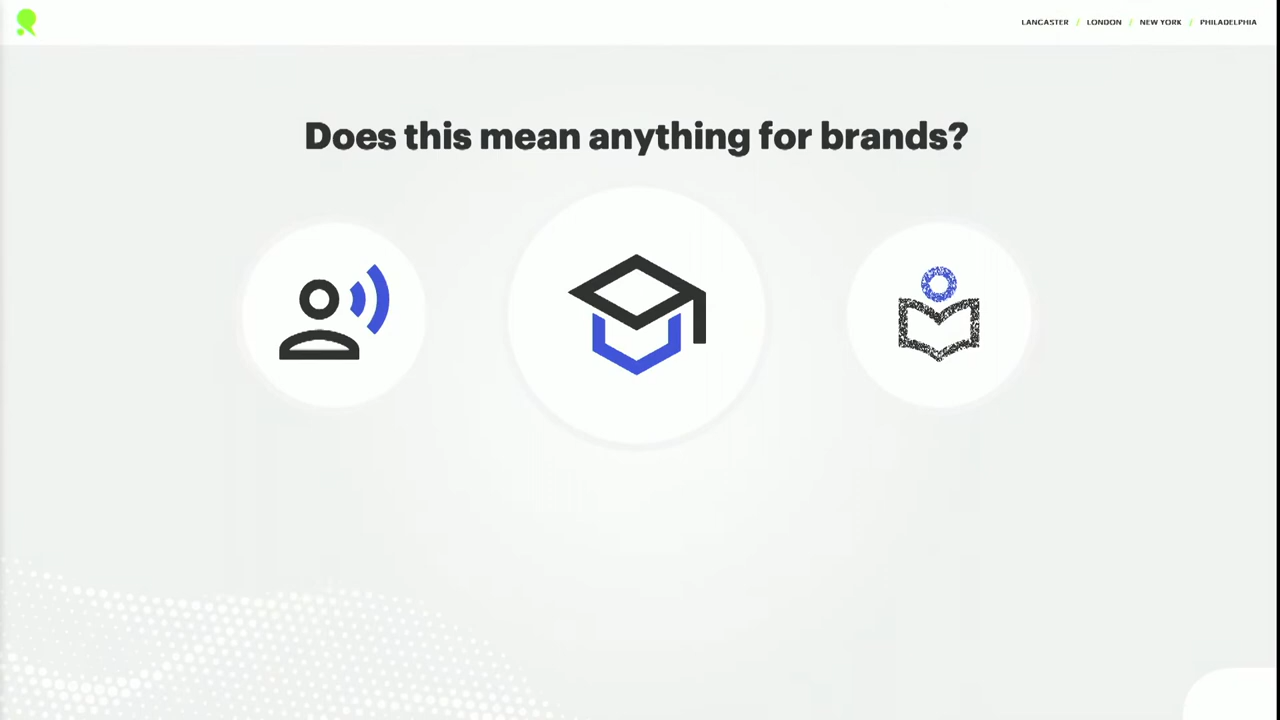 LANCASTER / LONDON / NEW YORK / PHILADELPHIA
Does this mean anything for brands?